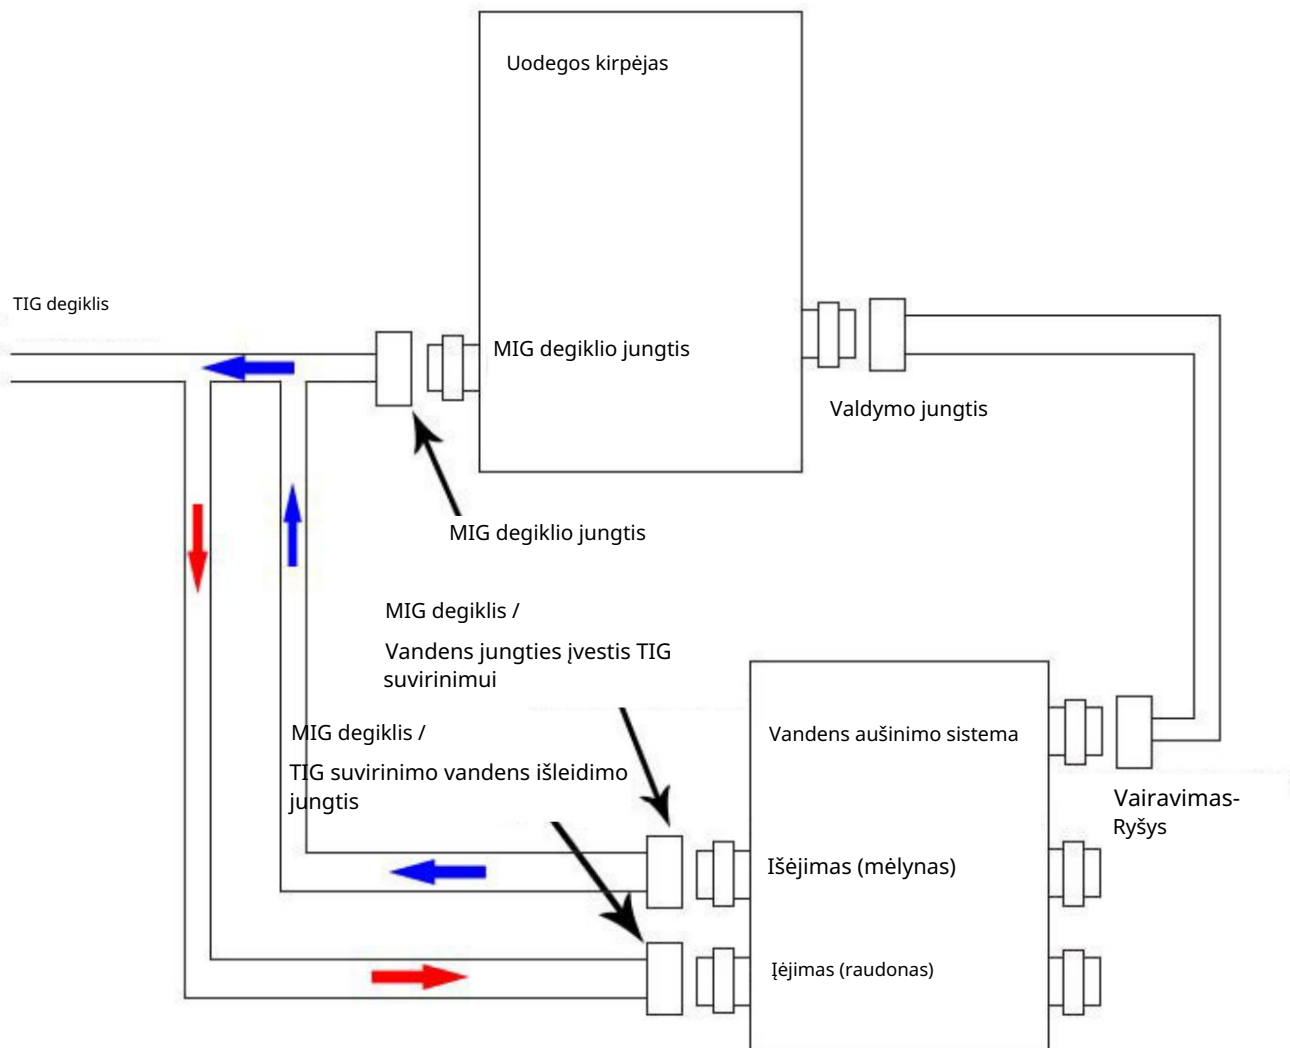 Uodegos kirpėjas
TIG degiklis
MIG degiklio jungtis
Valdymo jungtis
MIG degiklio jungtis
MIG degiklis /
Vandens jungties įvestis TIG
suvirinimui
MIG degiklis /
TIG suvirinimo vandens išleidimo
jungtis
Vandens aušinimo sistema
Vairavimas-
Ryšys
Išėjimas (mėlynas)
Įėjimas (raudonas)